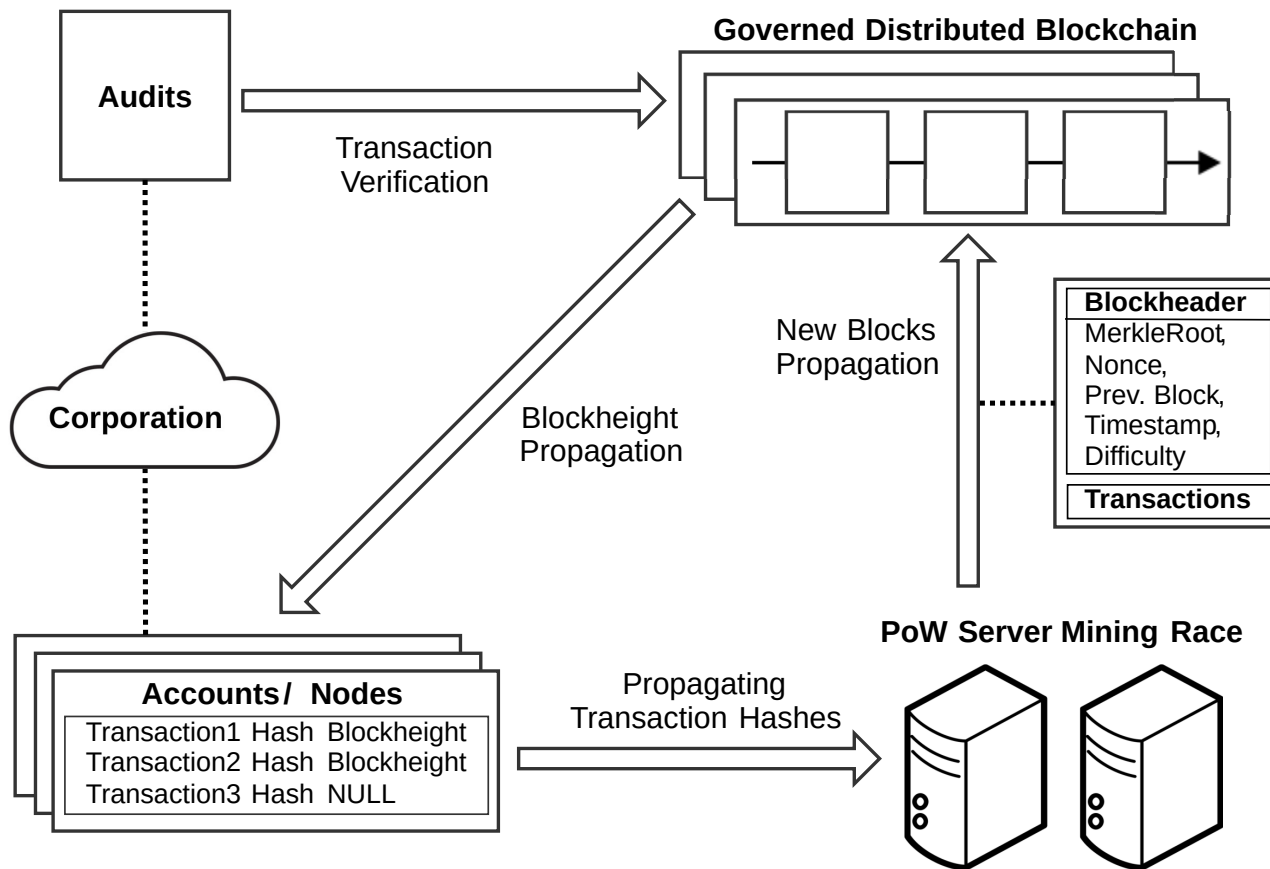 Governed Distributed Blockchain
Audits
Transaction
Verification
Blockheader
MerkleRoot,
Nonce,
Prev. Block,
Timestamp,
Difficulty
Transactions
New Blocks
Propagation
Corporation
Blockheight
Propagation
PoW Server Mining Race
Accounts/ Nodes
Transaction1 Hash Blockheight
Transaction2 Hash Blockheight
Transaction3 Hash NULL
Propagating
Transaction Hashes